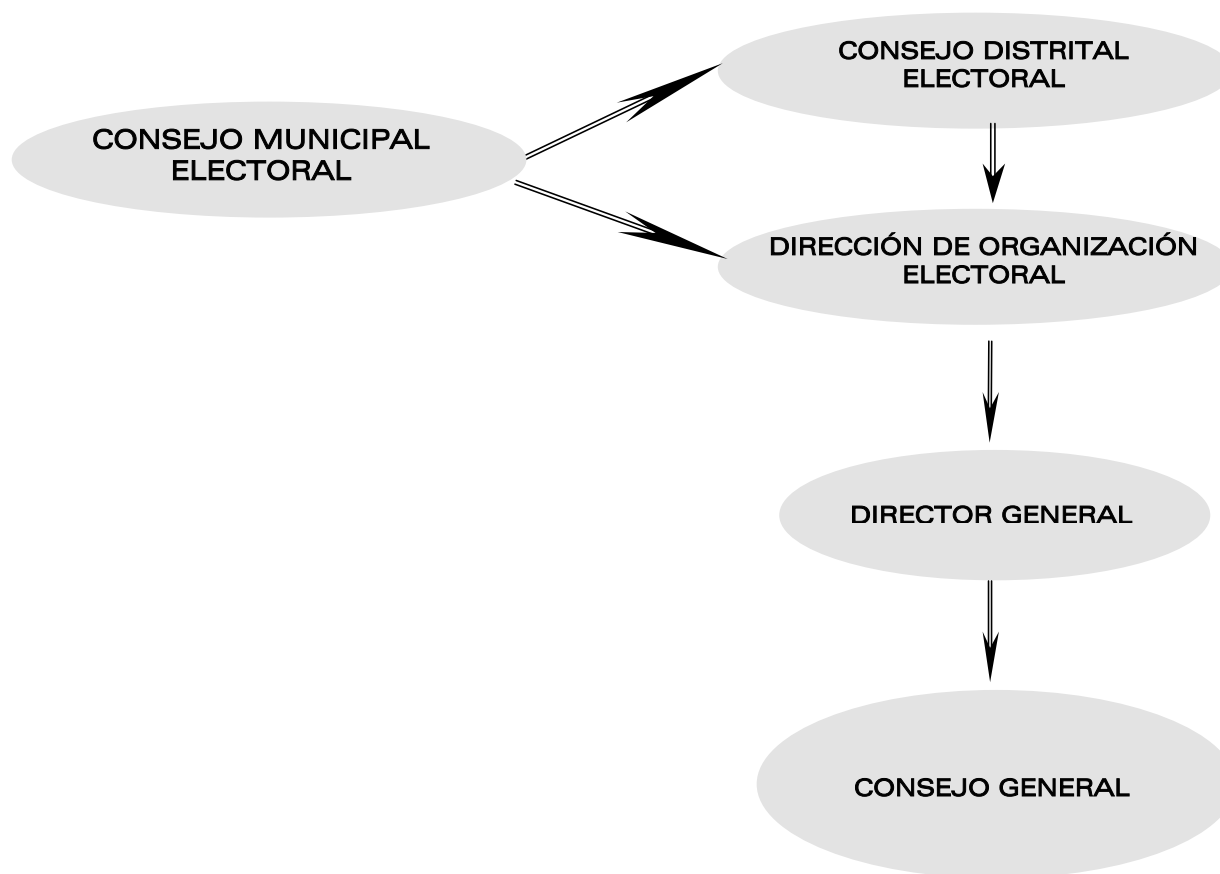 CONSEJO DISTRITAL
ELECTORAL
CONSEJO MUNICIPAL
ELECTORAL
DIRECCIÓN DE ORGANIZACIÓN
ELECTORAL
DIRECTOR GENERAL
CONSEJO GENERAL